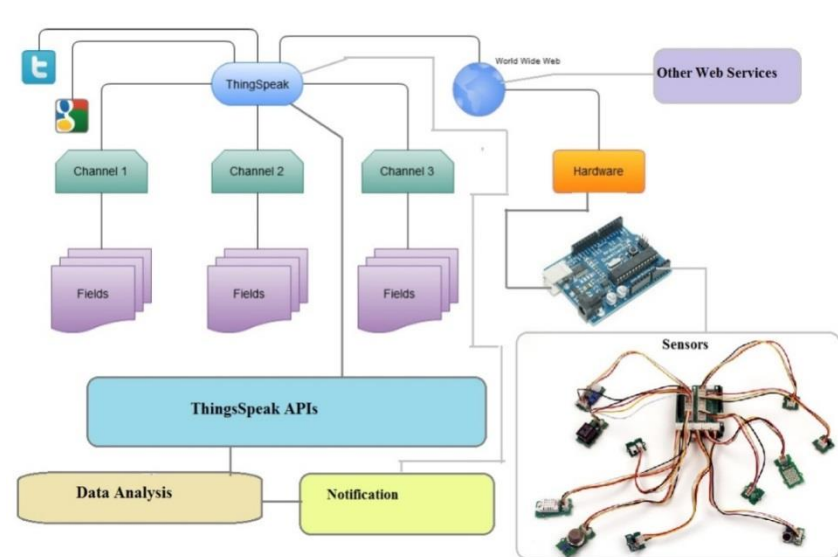 World Wide Web
Other Web Services
ThingSpeak
Channel 1
Channel 2
Channel 3
Hardware
Fields
Fields
Fields
Sensors
ThingsSpeak APIs
Data Analysis
Notification